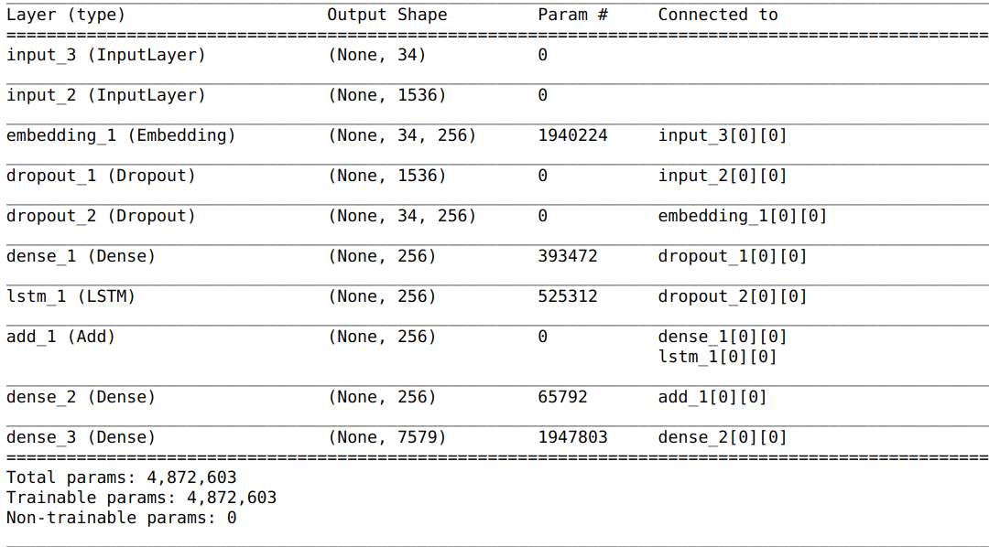 Layer (type) Output Shape Param # Connected to
==================================================================================================
input_3 (InputLayer) (None, 34) 0
input_2 (InputLayer) (None, 1536) 0
embedding_1 (Embedding) (None, 34, 256) 1940224 input_3[0][0]
dropout_1 (Dropout) (None, 1536) 0 input_2[0][0]
dropout_2 (Dropout) (None, 34, 256) 0 embedding_1[0][0]
dense_1 (Dense) (None, 256) 393472 dropout_1[0][0]
lstm_1 (LSTM) (None, 256) 525312 dropout_2[0][0]
add_1 (Add) (None, 256) 0 dense_1[0][0]
lstm_1[0][0]
dense_2 (Dense) (None, 256) 65792 add_1[0][0]
dense_3 (Dense) (None, 7579) 1947803 dense_2[0][0]
==================================================================================================
Total params: 4,872,603
Trainable params: 4,872,603
Non-trainable params: 0